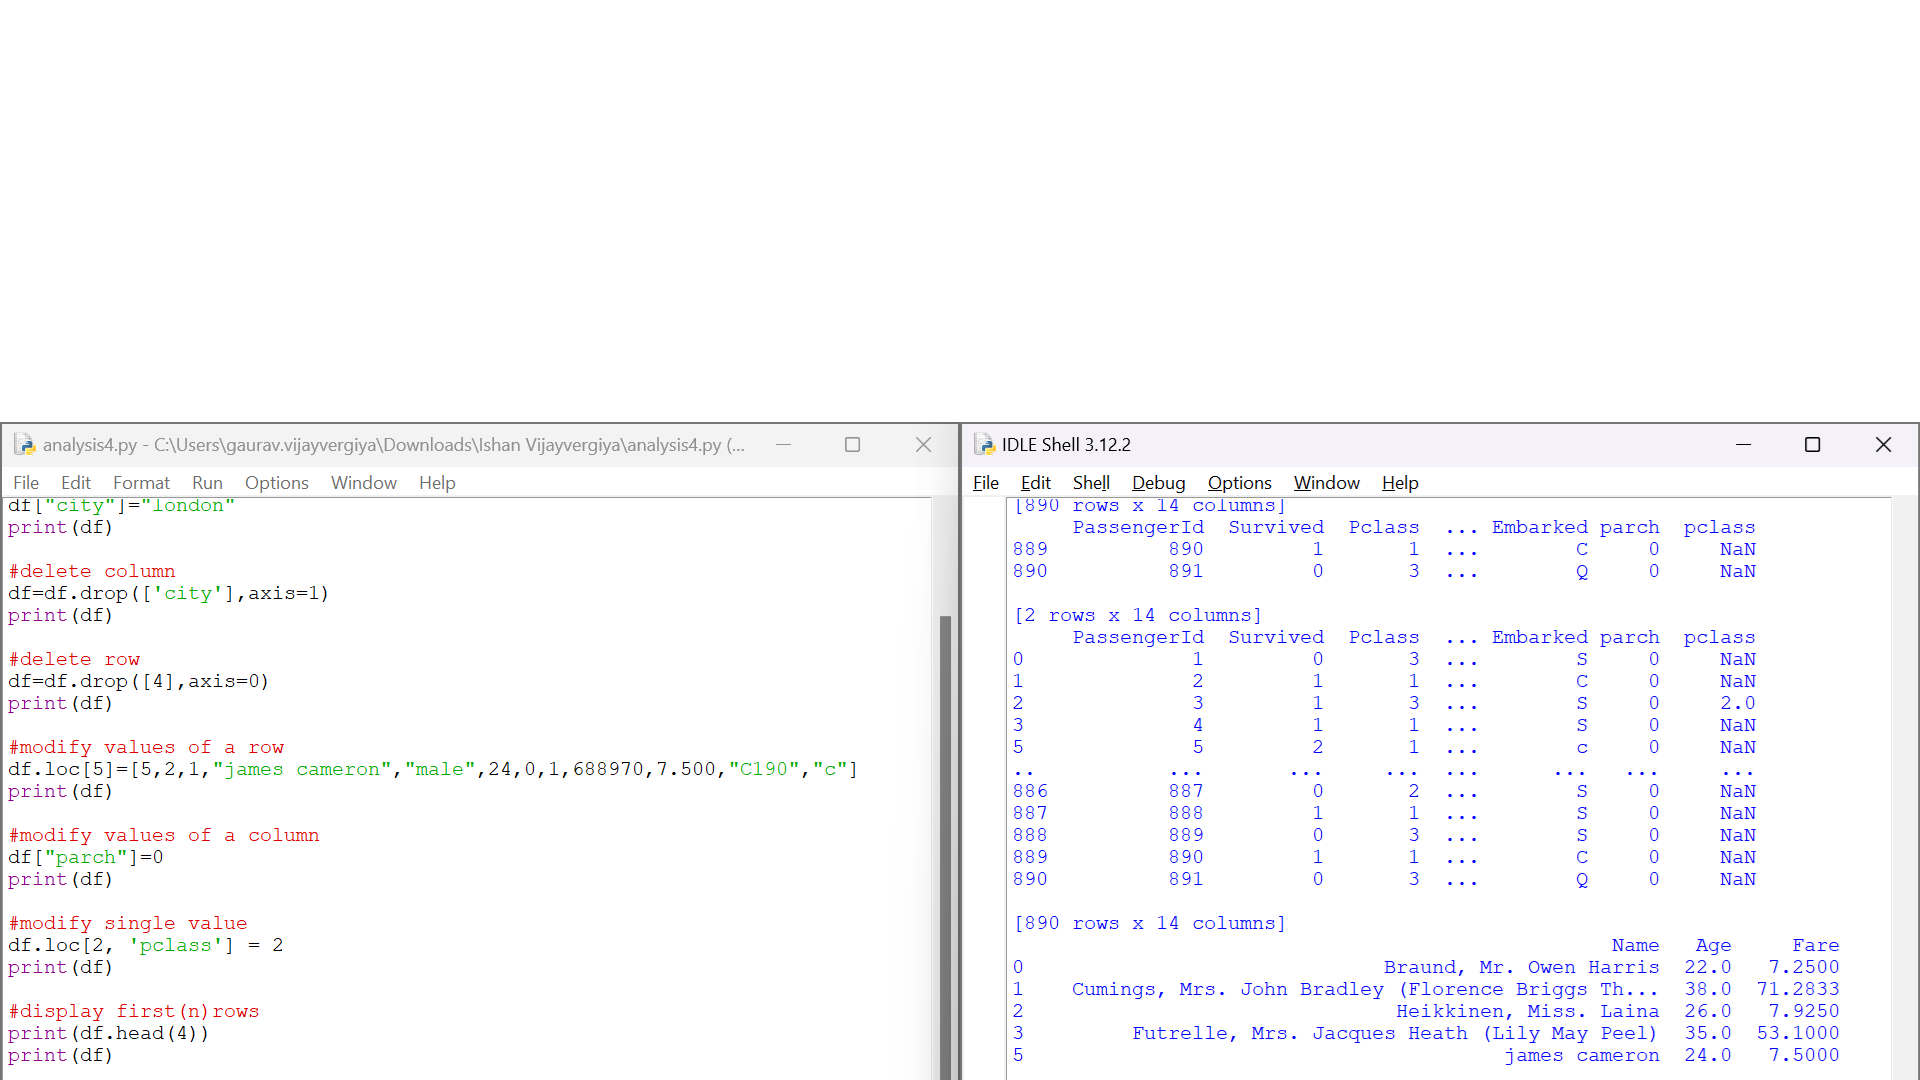 analysis4.py - C:\Users\gaurav.vijayvergiya\Downloads\Ishan Vijayvergiya\analysis4.py (...
File Edit Format Run Options Window Help
df["city"]="london"
print(df)
#delete column
df=df.drop(['city'],axis=1)
print(df)
#delete row
df=df.drop([4],axis=0)
print(df)
#modify values of a row
df.loc[5]=[5,2,1,"james cameron","male",24,0,1,688970,7.500,"C190","c"]
print(df)
#modify values of a column
df["parch"]=0
print(df)
#modify single value
df.loc[2, 'pclass'] = 2
print(df)
#display first(n)rows
print(df.head(4))
print(df)
IDLE Shell 3.12.2
File Edit Shell Debug Options Window Help
[890 rows x 14 columns]
PassengerId Survived Pclass ... Embarked parch pclass
889 890 1 1 ... C 0 NaN
890 891 0 3 ... Q 0 NaN
[2 rows x 14 columns]
PassengerId Survived Pclass ... Embarked parch pclass
0 1 0 3 ... S 0 NaN
1 2 1 1 ... C 0 NaN
2 3 1 3 ... S 0 2.0
3 4 1 1 ... S 0 NaN
5 5 2 1 ... c 0 NaN
.. ... ... ... ... ... ... ...
886 887 0 2 ... S 0 NaN
887 888 1 1 ... S 0 NaN
888 889 0 3 ... S 0 NaN
889 890 1 1 ... C 0 NaN
890 891 0 3 ... Q 0 NaN
[890 rows x 14 columns]
Name Age Fare
0 Braund, Mr. Owen Harris 22.0 7.2500
1 Cumings, Mrs. John Bradley (Florence Briggs Th... 38.0 71.2833
2 Heikkinen, Miss. Laina 26.0 7.9250
3 Futrelle, Mrs. Jacques Heath (Lily May Peel) 35.0 53.1000
5 james cameron 24.0 7.5000